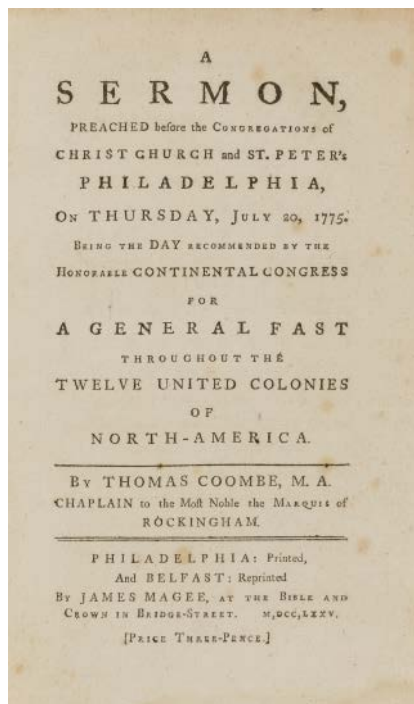 A
SERMON,
PREACHED before the CONGREGATIONS of
CHRIST CHURCH and ST. PETER's
PHILADELPHIA,
ON THURSDAY, JULY 20, 1775.
BEING THE DAY RECOMMENDED BY THE
HONORABLE CONTINENTAL CONGRESS
FOR
A GENERAL FAST
THROUGHOUT THE
TWELVE UNITED COLONIES
OF
NORTH-AMERICA.
BY THOMAS COOMBE, M. A.
CHAPLAIN to the Moſt Noble the MARQUIS of
ROCKINGHAM.
PHILADELPHIA: Printed,
And BELFAST: Reprinted
BY JAMES MAGEE, AT THE BIBLE AND
CROWN IN BRIDGE-STREET. M,DCC,LXXV.
[PRICE THREE-PENCE.]